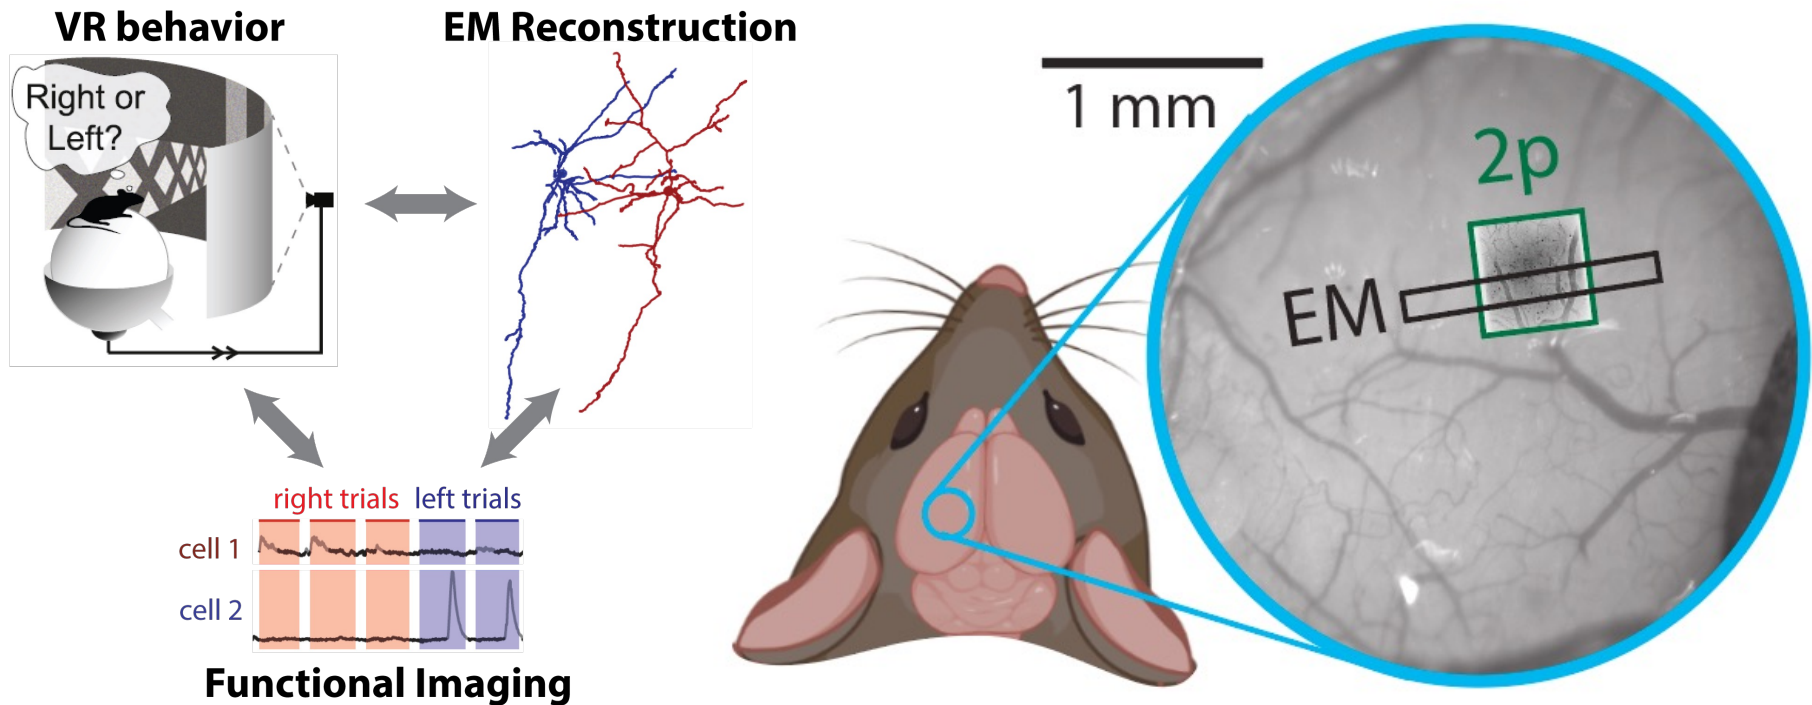 VR behavior
EM Reconstruction
Right or
Left?
right trials
left trials
cell 1
cell 2
Functional Imaging
1 mm
2p
EM